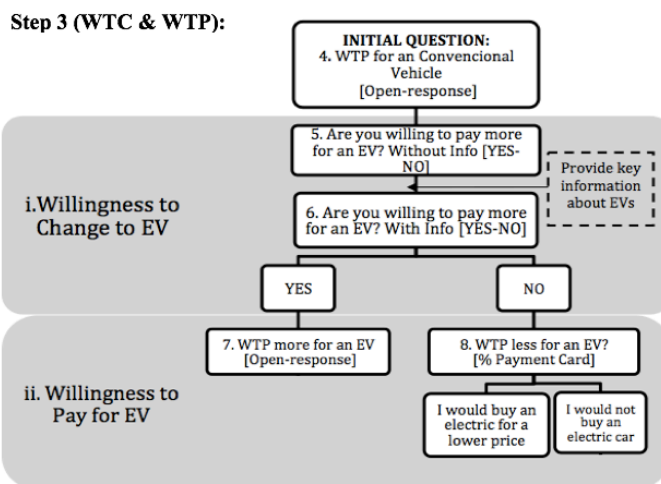 Step 3 (WTC & WTP):
INITIAL QUESTION:
4. WTP for an Convencional
Vehicle
[Open-response]
5. Are you willing to pay more
for an EV? Without Info [YES-
NO]
Provide key
information
about EVs
i.Willingness to
Change to EV
6. Are you willing to pay more
for an EV? With Info [YES-NO]
YES
NO
7. WTP more for an EV
[Open-response]
8. WTP less for an EV?
[% Payment Card]
ii. Willingness to
Pay for EV
I would buy an
electric for a
lower price
I would not
buy an
electric car